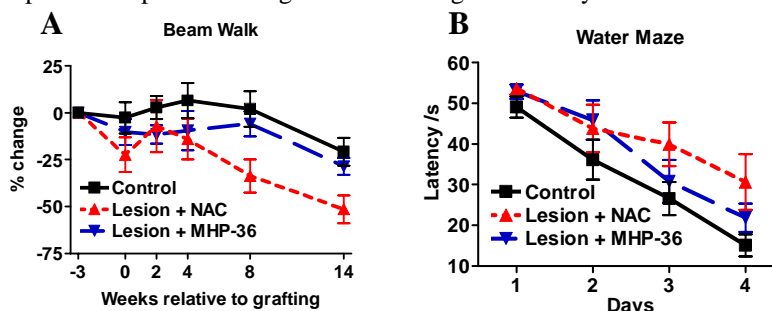 A
Beam Walk
% change
25
0
-25
-50
-75
Control
Lesion + NAC
Lesion + MHP-36
-3 0 2 4 8 14
Weeks relative to grafting
B
Water Maze
Latency /s
60
50
40
30
20
10
Control
Lesion + NAC
Lesion + MHP-36
1 2 3 4
Days